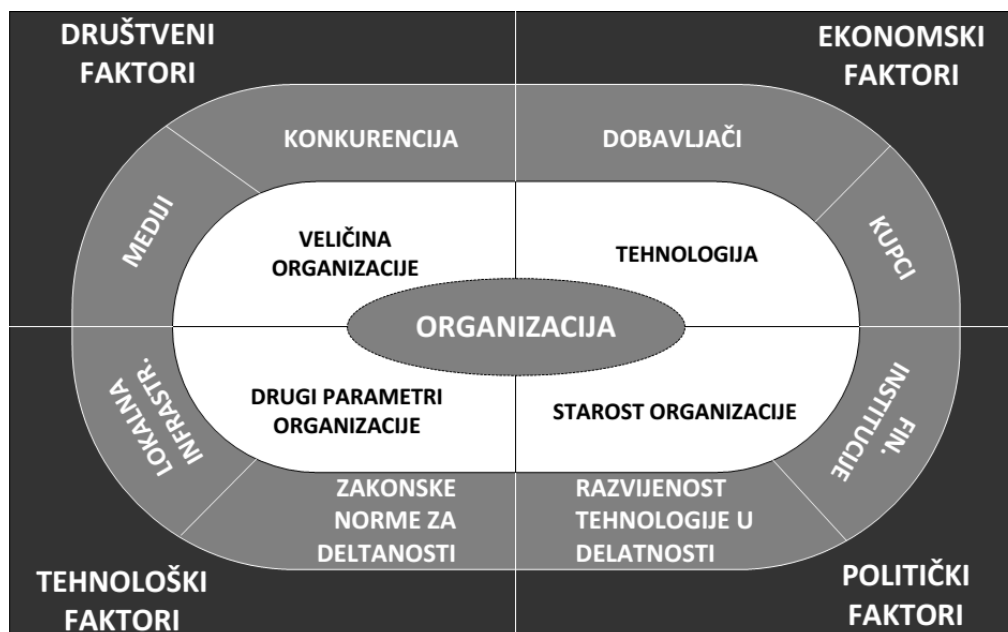 DRUŠTVENI
FAKTORI
EKONOMSKI
FAKTORI
KONKURENCIJA
DOBAVLJAČI
MEDIJI
KUPCI
VELIČINA
ORGANIZACIJE
TEHNOLOGIJA
ORGANIZACIJA
DRUGI PARAMETRI
ORGANIZACIJE
STAROST ORGANIZACIJE
LOKALNA
INFRASTR.
FIN.
INSTITUCIJE
ZAKONSKE
NORME ZA
DELTANOSTI
RAZVIJENOST
TEHNOLOGIJE U
DELATNOSTI
TEHNOLOŠKI
FAKTORI
POLITIČKI
FAKTORI